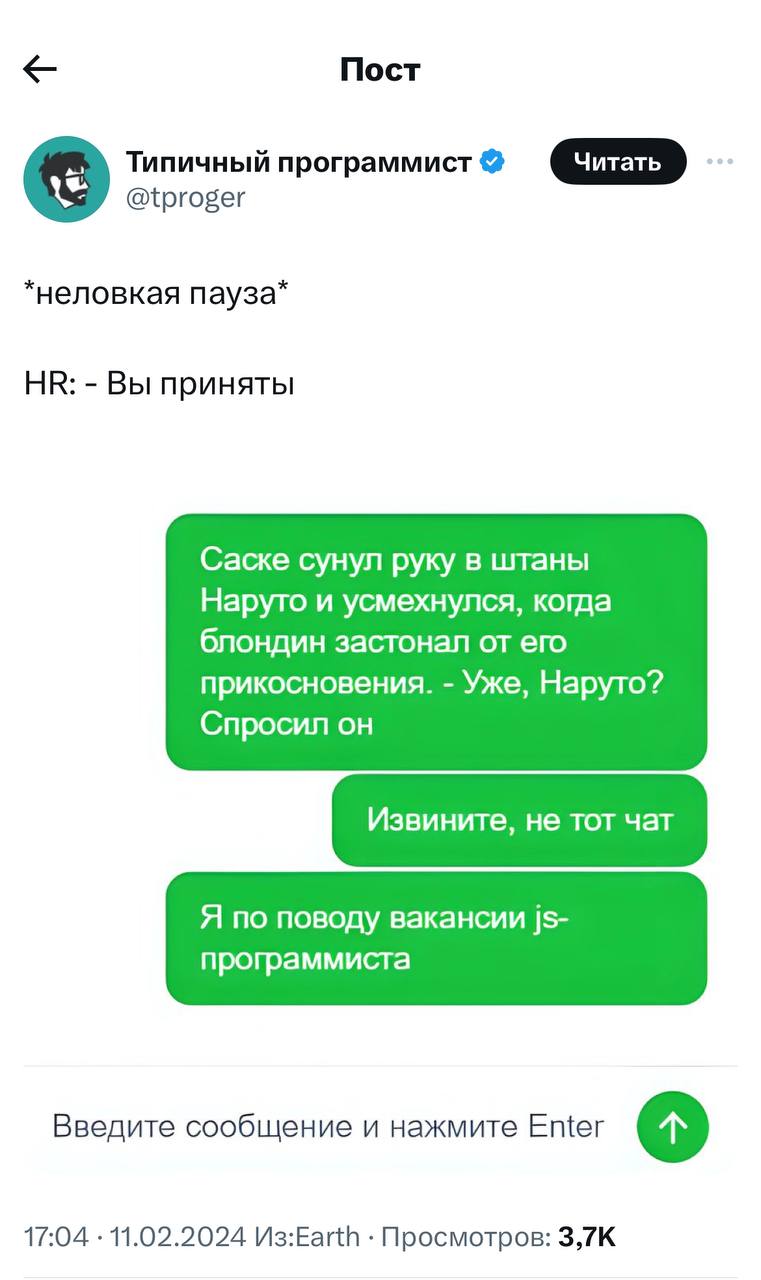 Пост
Типичный программист
Читать
@tproger
*неловкая пауза*
HR: - Вы приняты
Саске сунул руку в штаны
Наруто и усмехнулся, когда
блондин застонал от его
прикосновения. - Уже, Наруто?
Спросил он
Извините, не тот чат
Я по поводу вакансии js-
программиста
Введите сообщение и нажмите Enter
17:04 · 11.02.2024 Из:Earth · Просмотров: 3,7K